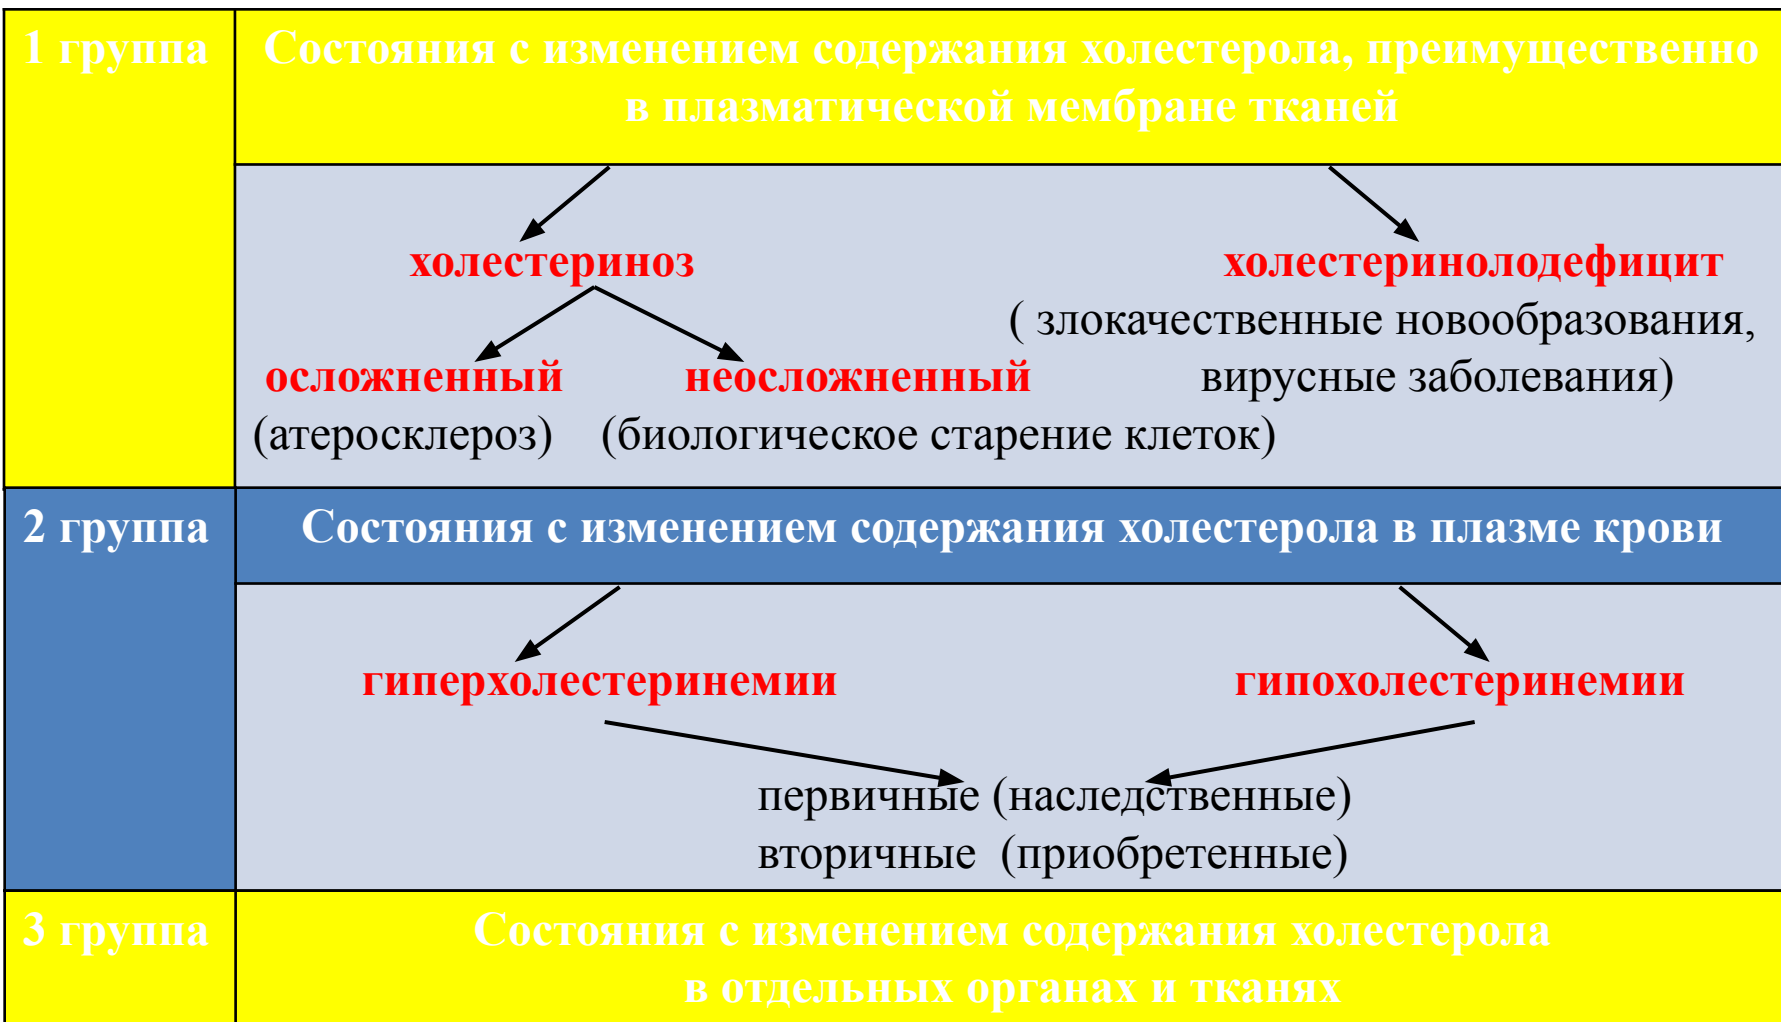 1 группа
Состояния с изменением содержания холестерола, преимущественно
в плазматической мембране тканей
холестериноз
холестеринолодефицит
( злокачественные новообразования,
вирусные заболевания)
осложненный
неосложненный
(атеросклероз)
(биологическое старение клеток)
2 группа
Состояния с изменением содержания холестерола в плазме крови
гиперхолестеринемии
гипохолестеринемии
первичные (наследственные)
вторичные (приобретенные)
3 группа
Состояния с изменением содержания холестерола
в отдельных органах и тканях